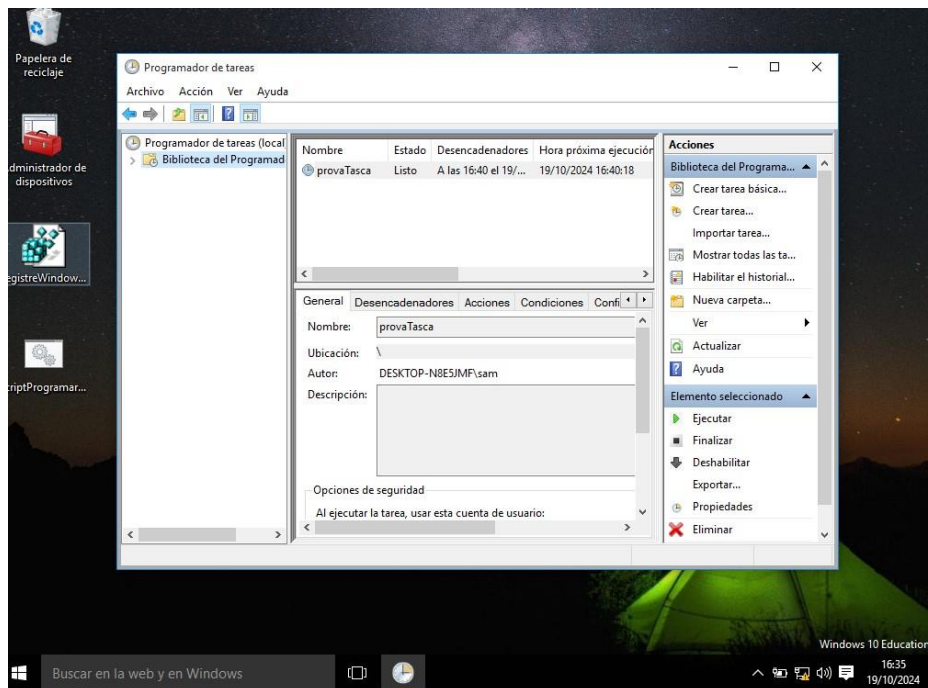 Papelera de
reciclaje
dministrador de
dispositivos
egistreWindow...
criptProgramar...
Programador de tareas
Archivo Acción Ver Ayuda
Programador de tareas (local
Biblioteca del Programad
Nombre Estado Desencadenadores Hora próxima ejecución
provaTasca Listo A las 16:40 el 19/... 19/10/2024 16:40:18
General Desencadenadores Acciones Condiciones Confi
Nombre: provaTasca
Ubicación: \
Autor: DESKTOP-N8E5JMF\sam
Descripción:
Opciones de seguridad
Al ejecutar la tarea, usar esta cuenta de usuario:
Acciones
Biblioteca del Programa...
Crear tarea básica...
Crear tarea...
Importar tarea...
Mostrar todas las ta...
Habilitar el historial...
Nueva carpeta...
Ver
Actualizar
Ayuda
Elemento seleccionado
Ejecutar
Finalizar
Deshabilitar
Exportar...
Propiedades
Eliminar
Windows 10 Education
Buscar en la web y en Windows
16:35
19/10/2024